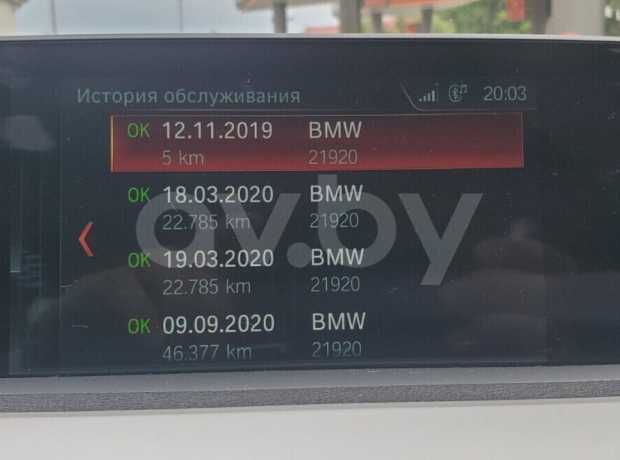 История обслуживания 20:03
OK 12.11.2019 BMW
5 km 21920
OK 18.03.2020 BMW
22.785 km 21920
OK 19.03.2020 BMW
22.785 km 21920
OK 09.09.2020 BMW
46.377 km 21920
av.by